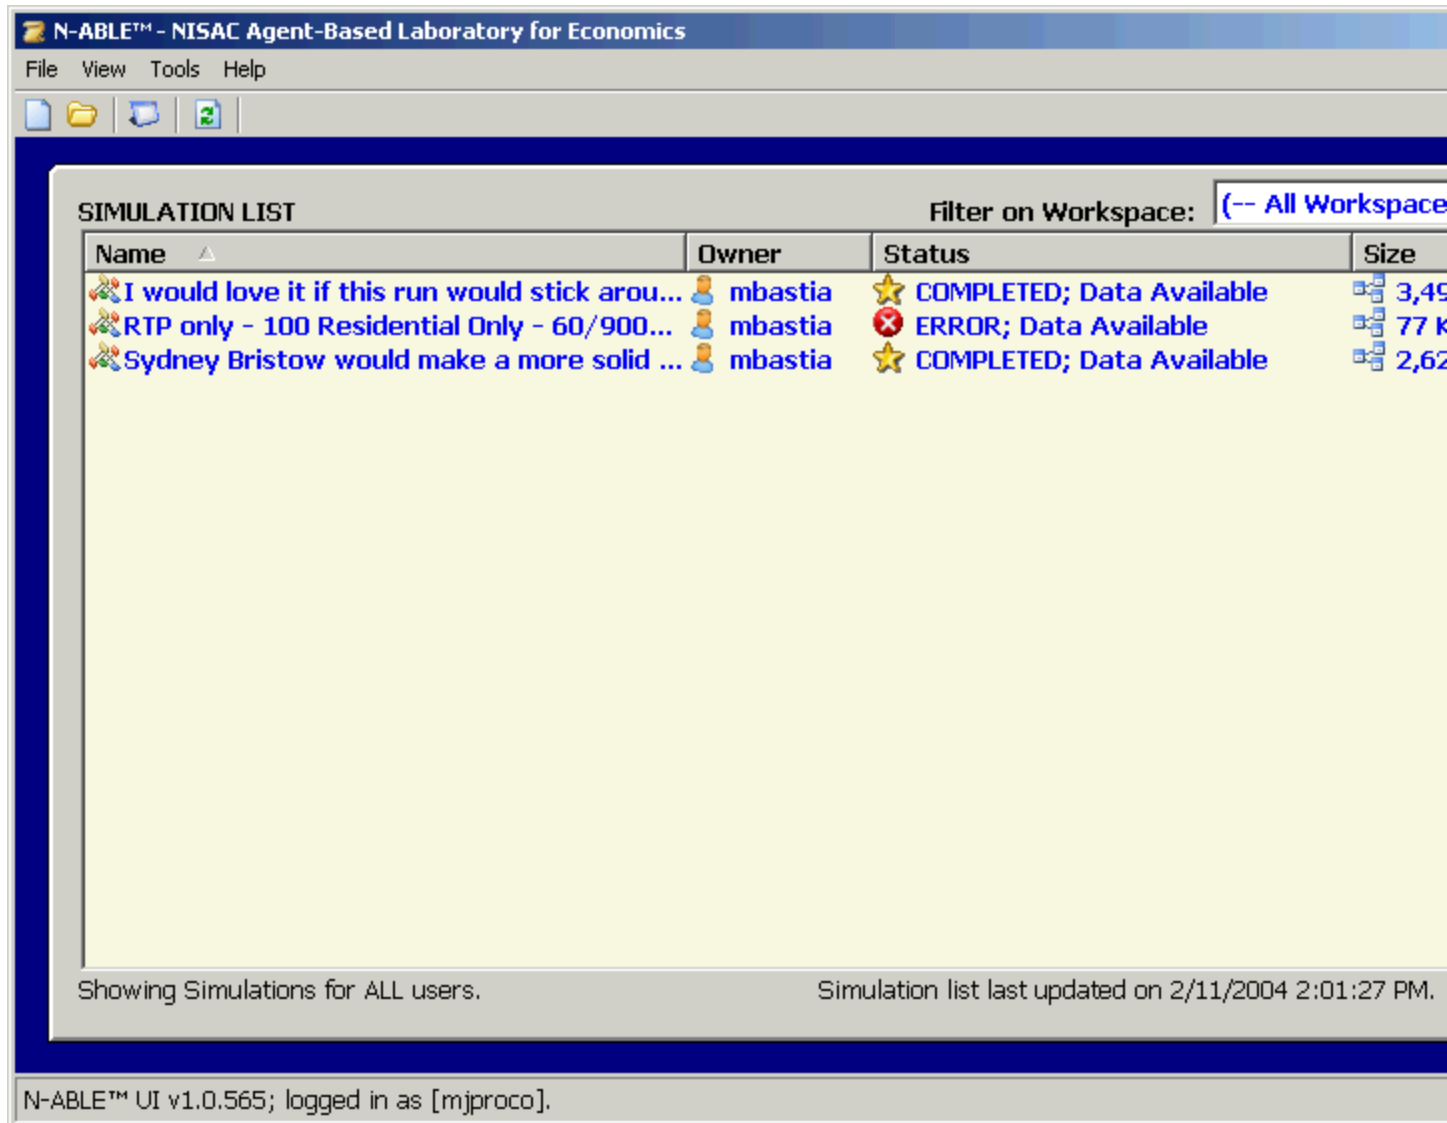 N-ABLE™ - NISAC Agent-Based Laboratory for Economics
File View Tools Help
SIMULATION LIST Filter on Workspace: (-- All Workspace
Name Owner Status Size
I would love it if this run would stick arou... mbastia COMPLETED; Data Available 3,49
RTP only - 100 Residential Only - 60/900... mbastia ERROR; Data Available 77 K
Sydney Bristow would make a more solid ... mbastia COMPLETED; Data Available 2,62
Showing Simulations for ALL users. Simulation list last updated on 2/11/2004 2:01:27 PM.
N-ABLE™ UI v1.0.565; logged in as [mjproco].